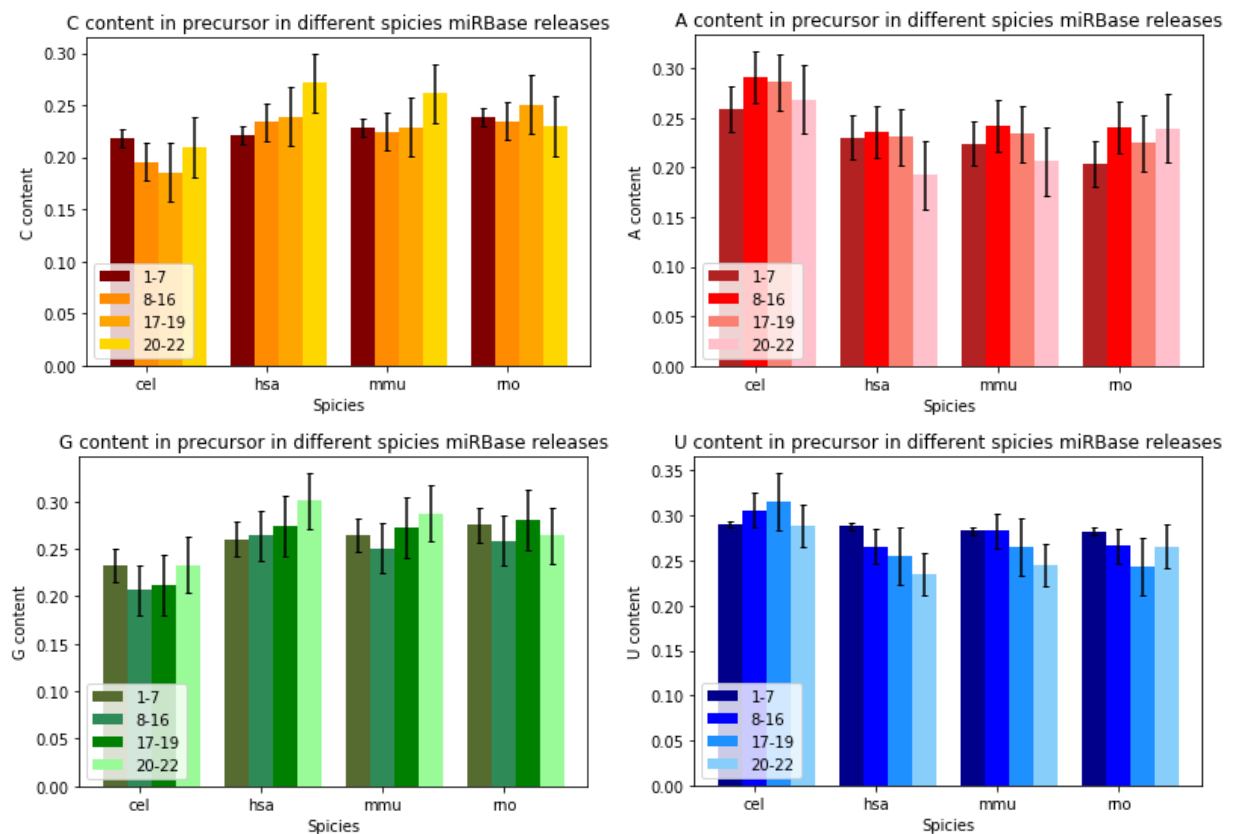 C content in precursor in different spicies miRBase releases
C content
0.30
0.25
0.20
0.15
0.10
0.05
0.00
1-7
8-16
17-19
20-22
cel
hsa
mmu
rno
Spicies
A content in precursor in different spicies miRBase releases
A content
0.30
0.25
0.20
0.15
0.10
0.05
0.00
1-7
8-16
17-19
20-22
cel
hsa
mmu
rno
Spicies
G content in precursor in different spicies miRBase releases
G content
0.30
0.25
0.20
0.15
0.10
0.05
0.00
1-7
8-16
17-19
20-22
cel
hsa
mmu
rno
Spicies
U content in precursor in different spicies miRBase releases
U content
0.35
0.30
0.25
0.20
0.15
0.10
0.05
0.00
1-7
8-16
17-19
20-22
cel
hsa
mmu
rno
Spicies